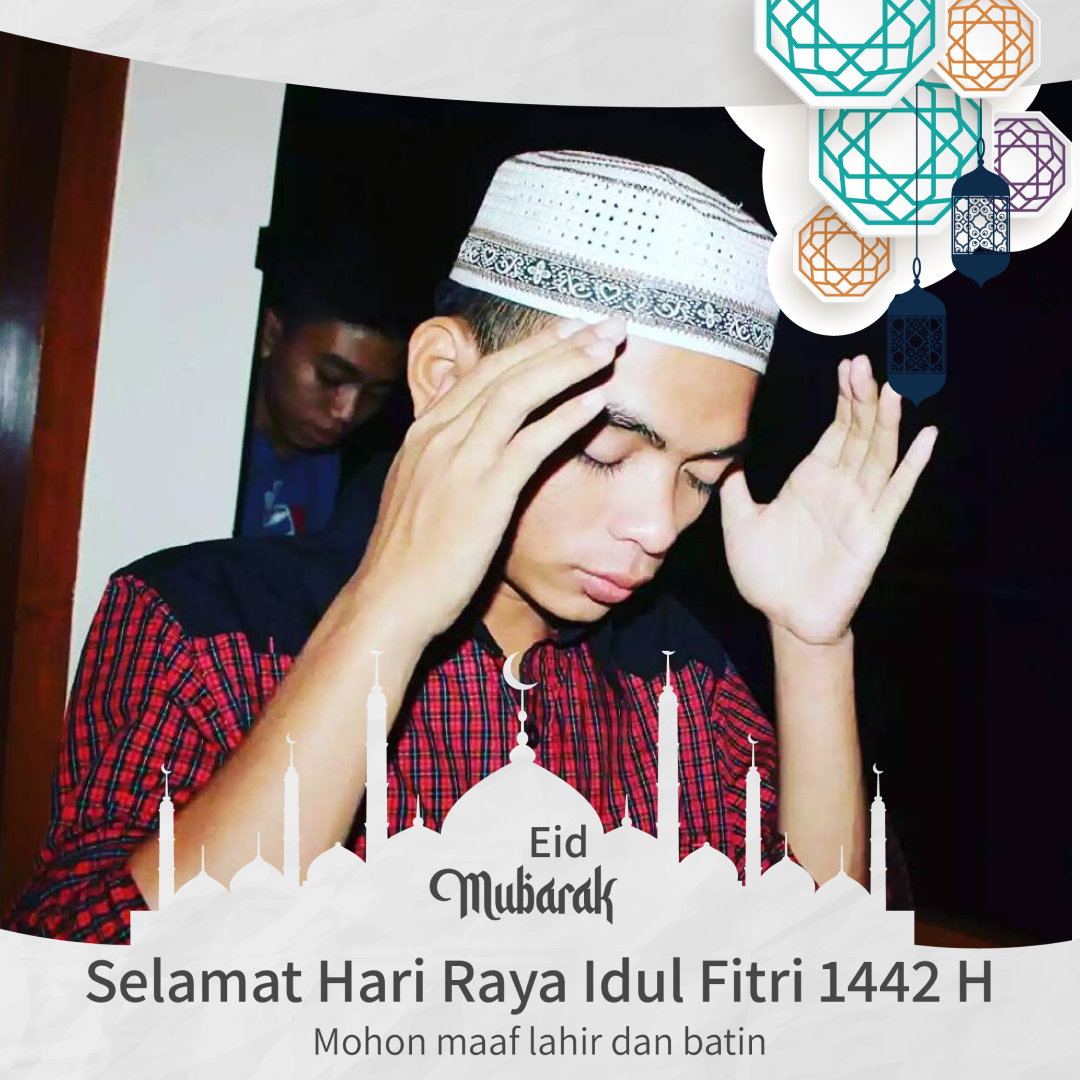 Eid
Mubarak
Selamat Hari Raya Idul Fitri 1442 H
Mohon maaf lahir dan batin